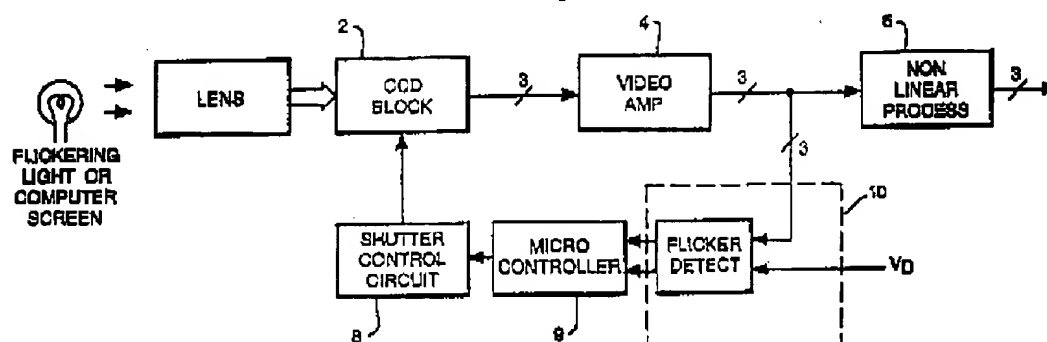 2
4
6
LENS
CCD
BLOCK
3
VIDEO
AMP
3
NON
LINEAR
PROCESS
3
FLICKERING
LIGHT OR
COMPUTER
SCREEN
3
10
SHUTTER
CONTROL
CIRCUIT
MICRO
CONTROLLER
FLICKER
DETECT
VD
8
9